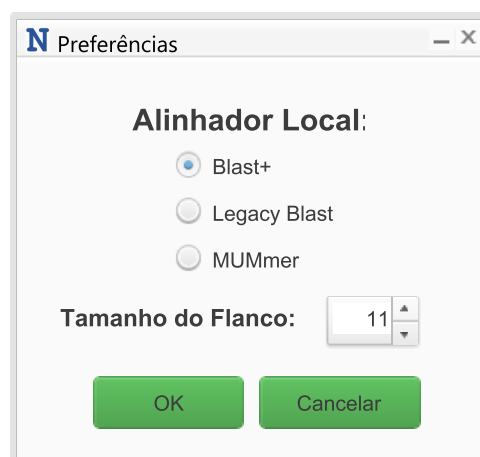 N Preferências
Alinhador Local:
Blast+
Legacy Blast
MUMmer
Tamanho do Flanco: 11
OK Cancelar